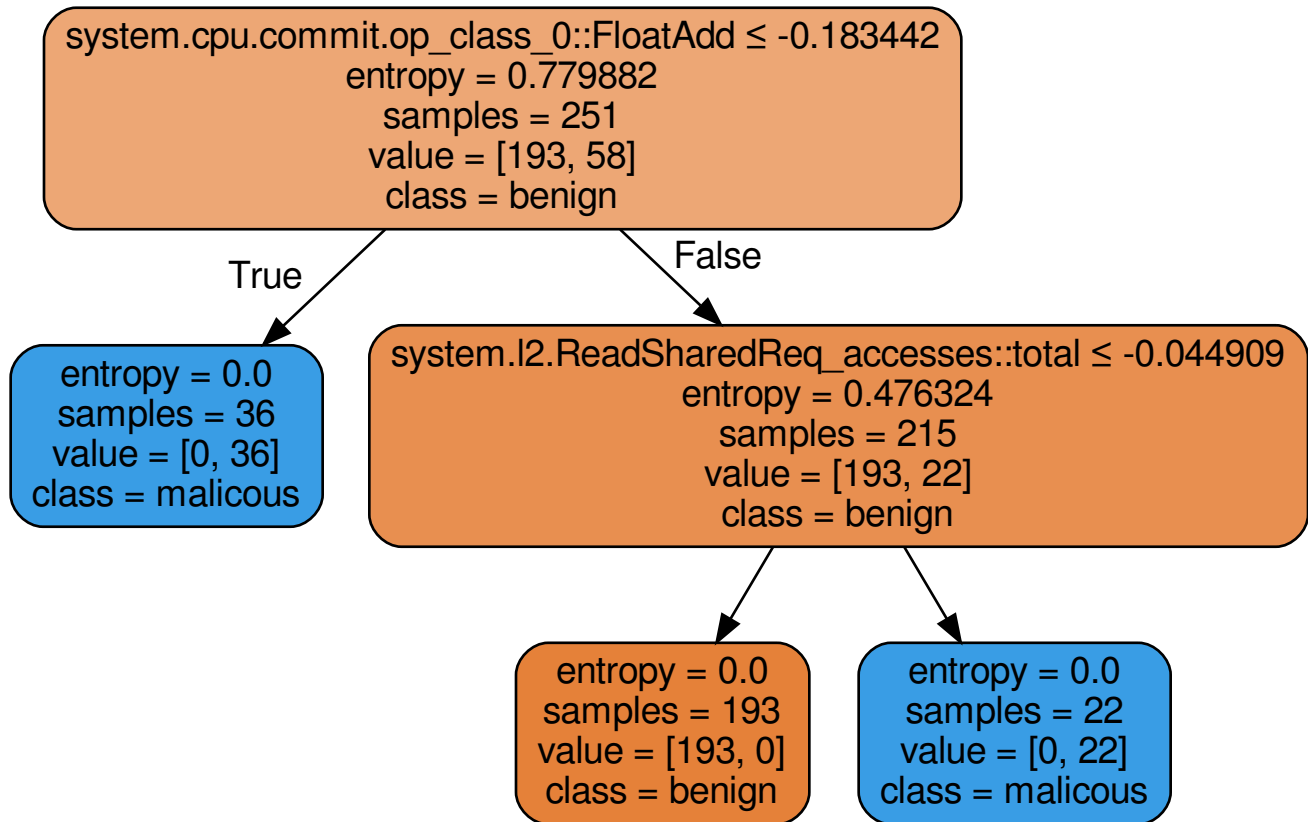 system.cpu.commit.op_class_0::FloatAdd ≤ -0.183442
entropy = 0.779882
samples = 251
value = [193, 58]
class = benign
True
False
entropy = 0.0
samples = 36
value = [0, 36]
class = malicous
system.l2.ReadSharedReq_accesses::total ≤ -0.044909
entropy = 0.476324
samples = 215
value = [193, 22]
class = benign
entropy = 0.0
samples = 193
value = [193, 0]
class = benign
entropy = 0.0
samples = 22
value = [0, 22]
class = malicous